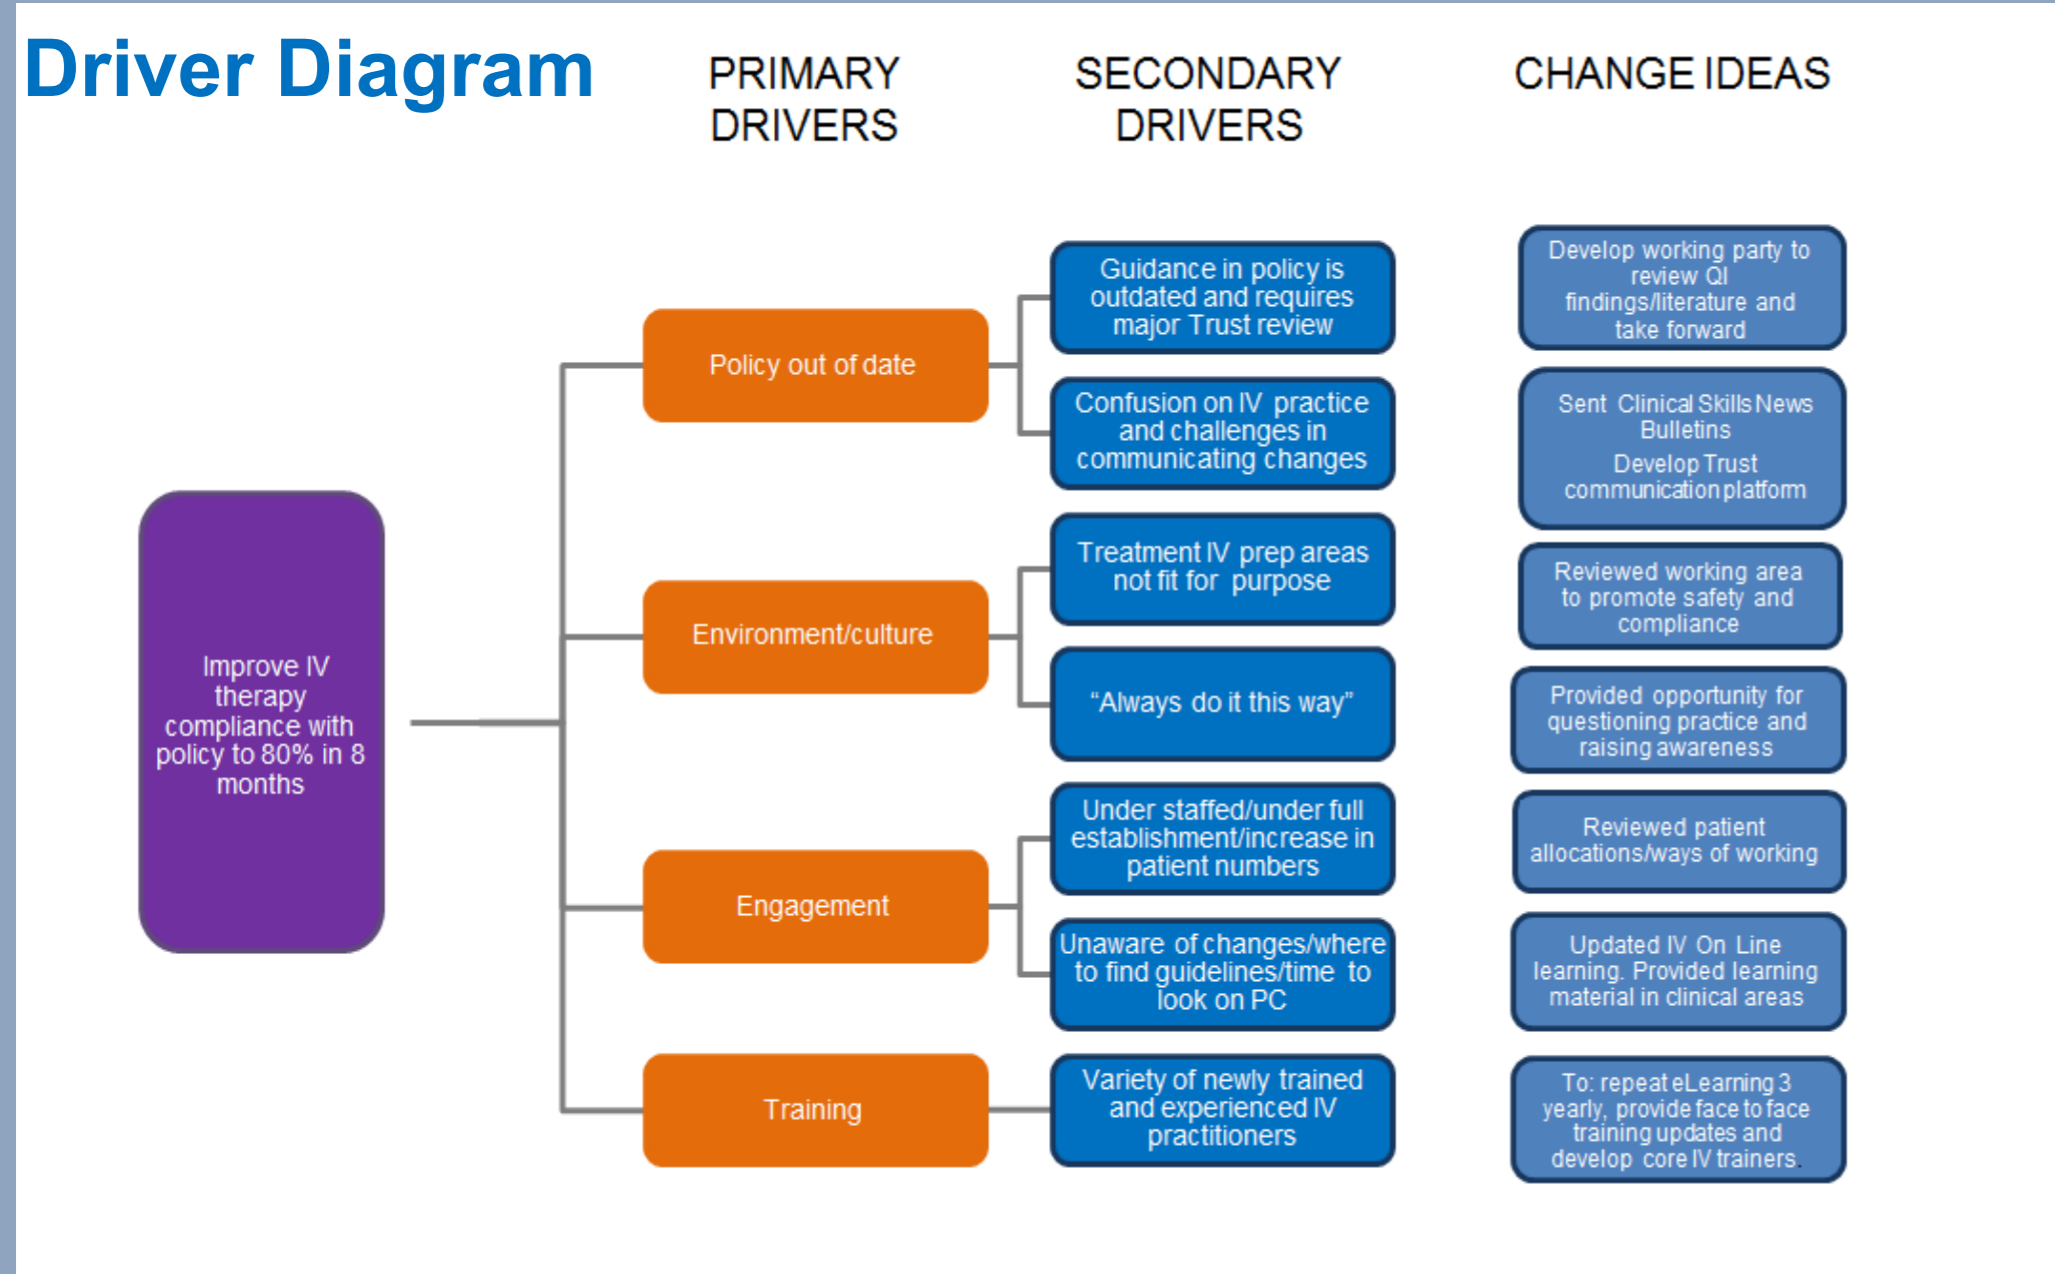 Driver Diagram
PRIMARY
DRIVERS
SECONDARY
DRIVERS
CHANGE IDEAS
Improve IV
therapy
compliance with
policy to 80% in 8
months
Policy out of date
Environment/culture
Engagement
Training
Guidance in policy is
outdated and requires
major Trust review
Confusion on IV practice
and challenges in
communicating changes
Treatment IV prep areas
not fit for purpose
“Always do it this way”
Under staffed/under full
establishment/increase in
patient numbers
Unaware of changes/where
to find guidelines/time to
look on PC
Variety of newly trained
and experienced IV
practitioners
Develop working party to
review QI
findings/literature and
take forward
Sent Clinical Skills News
Bulletins
Develop Trust
communication platform
Reviewed working area
to promote safety and
compliance
Provided opportunity for
questioning practice and
raising awareness
Reviewed patient
allocations/ways of working
Updated IV On Line
learning. Provided learning
material in clinical areas
To: repeat eLearning 3
yearly, provide face to face
training updates and
develop core IV trainers.